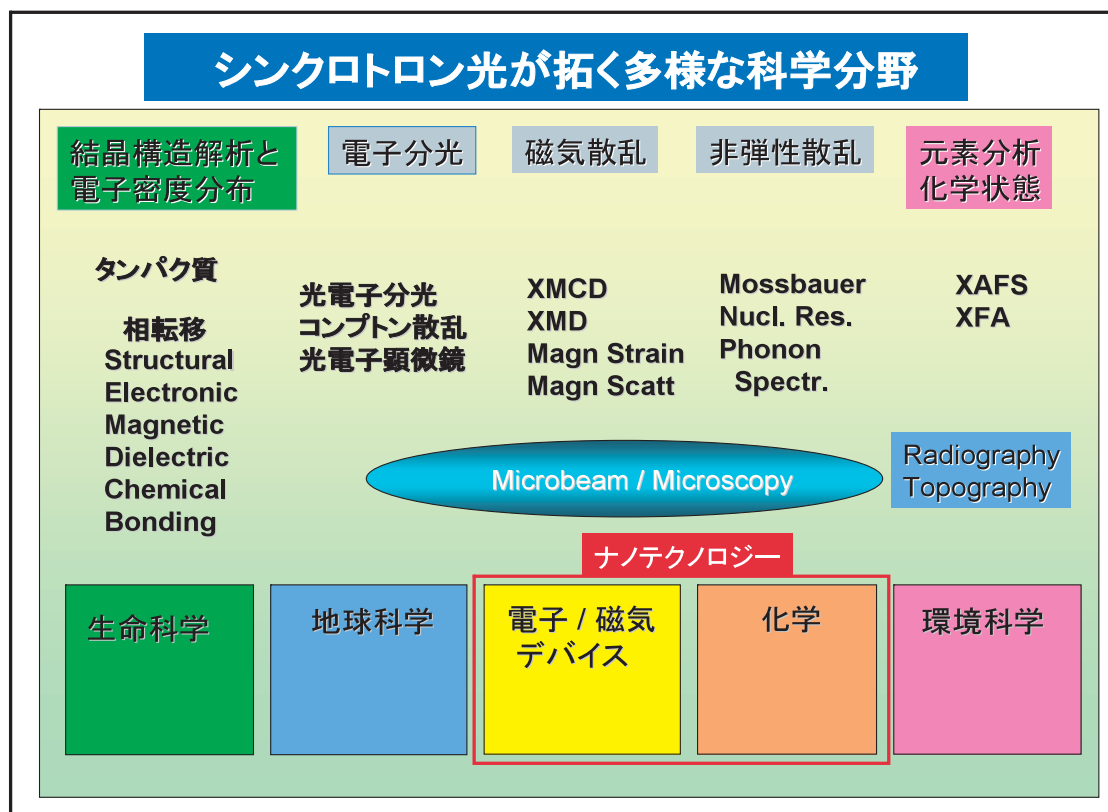 シンクロトロン光が拓く多様な科学分野
結晶構造解析と
電子密度分布
電子分光
磁気散乱
非弾性散乱
元素分析
化学状態
タンパク質
相転移
Structural
Electronic
Magnetic
Dielectric
Chemical
Bonding
光電子分光
コンプトン散乱
光電子顕微鏡
XMCD
XMD
Magn Strain
Magn Scatt
Mossbauer
Nucl. Res.
Phonon
Spectr.
XAFS
XFA
Microbeam / Microscopy
Radiography
Topography
ナノテクノロジー
生命科学
地球科学
電子 / 磁気
デバイス
化学
環境科学